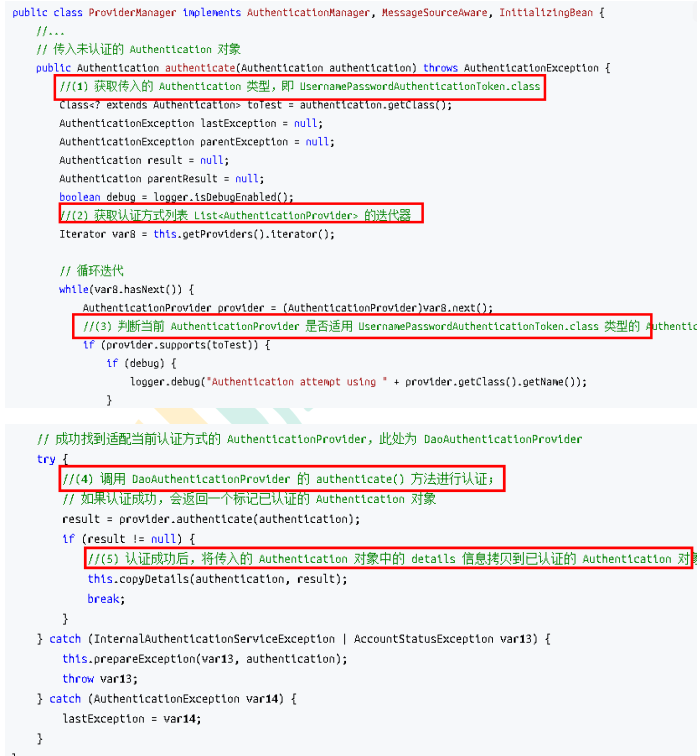 public class ProviderManager implements AuthenticationManager, MessageSourceAware, InitializingBean {
//...
// 传入未认证的 Authentication 对象
public Authentication authenticate(Authentication authentication) throws AuthenticationException {
//(1) 获取传入的 Authentication 类型，即 UsernamePasswordAuthenticationToken.class
Class<? extends Authentication> toTest = authentication.getClass();
AuthenticationException lastException = null;
AuthenticationException parentException = null;
Authentication result = null;
Authentication parentResult = null;
boolean debug = logger.isDebugEnabled();
//(2) 获取认证方式列表 List<AuthenticationProvider> 的迭代器
Iterator var8 = this.getProviders().iterator();
// 循环迭代
while(var8.hasNext()) {
AuthenticationProvider provider = (AuthenticationProvider)var8.next();
//(3) 判断当前 AuthenticationProvider 是否适用 UsernamePasswordAuthenticationToken.class 类型的 Authentic
if (provider.supports(toTest)) {
if (debug) {
logger.debug("Authentication attempt using " + provider.getClass().getName());
}
// 成功找到适配当前认证方式的 AuthenticationProvider，此处为 DaoAuthenticationProvider
try {
//(4) 调用 DaoAuthenticationProvider 的 authenticate() 方法进行认证；
// 如果认证成功，会返回一个标记已认证的 Authentication 对象
result = provider.authenticate(authentication);
if (result != null) {
//(5) 认证成功后，将传入的 Authentication 对象中的 details 信息拷贝到已认证的 Authentication 对象
this.copyDetails(authentication, result);
break;
}
} catch (InternalAuthenticationServiceException | AccountStatusException var13) {
this.prepareException(var13, authentication);
throw var13;
} catch (AuthenticationException var14) {
lastException = var14;
}